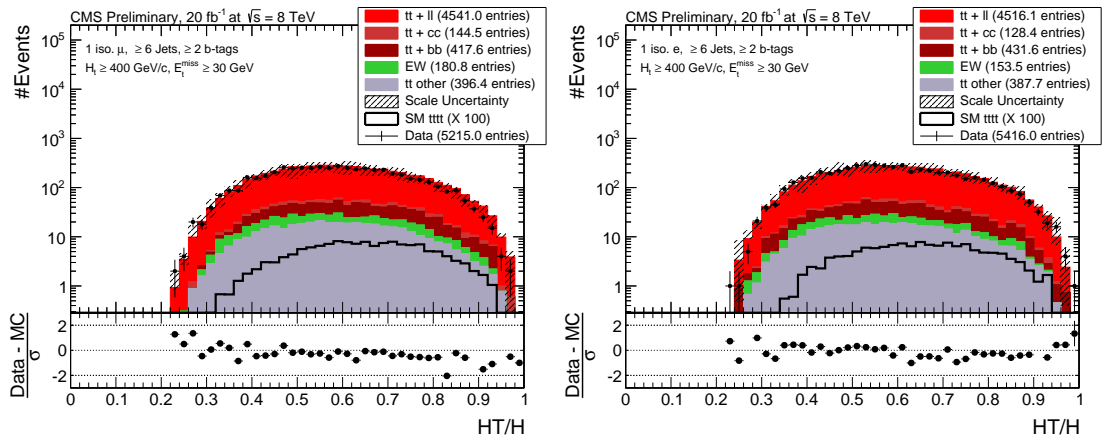 CMS Preliminary, 20 fb⁻¹ at √s = 8 TeV
1 iso. μ, ≥ 6 Jets, ≥ 2 b-tags
H_t ≥ 400 GeV/c, E_t^miss ≥ 30 GeV
tt + ll (4541.0 entries)
tt + cc (144.5 entries)
tt + bb (417.6 entries)
EW (180.8 entries)
tt other (396.4 entries)
Scale Uncertainty
SM tttt (X 100)
Data (5215.0 entries)
#Events
10⁵
10⁴
10³
10²
10
1
Data - MC
σ
2
0
-2
0 0.1 0.2 0.3 0.4 0.5 0.6 0.7 0.8 0.9 1
HT/H
CMS Preliminary, 20 fb⁻¹ at √s = 8 TeV
1 iso. e, ≥ 6 Jets, ≥ 2 b-tags
H_t ≥ 400 GeV/c, E_t^miss ≥ 30 GeV
tt + ll (4516.1 entries)
tt + cc (128.4 entries)
tt + bb (431.6 entries)
EW (153.5 entries)
tt other (387.7 entries)
Scale Uncertainty
SM tttt (X 100)
Data (5416.0 entries)
#Events
10⁵
10⁴
10³
10²
10
1
Data - MC
σ
2
0
-2
0 0.1 0.2 0.3 0.4 0.5 0.6 0.7 0.8 0.9 1
HT/H